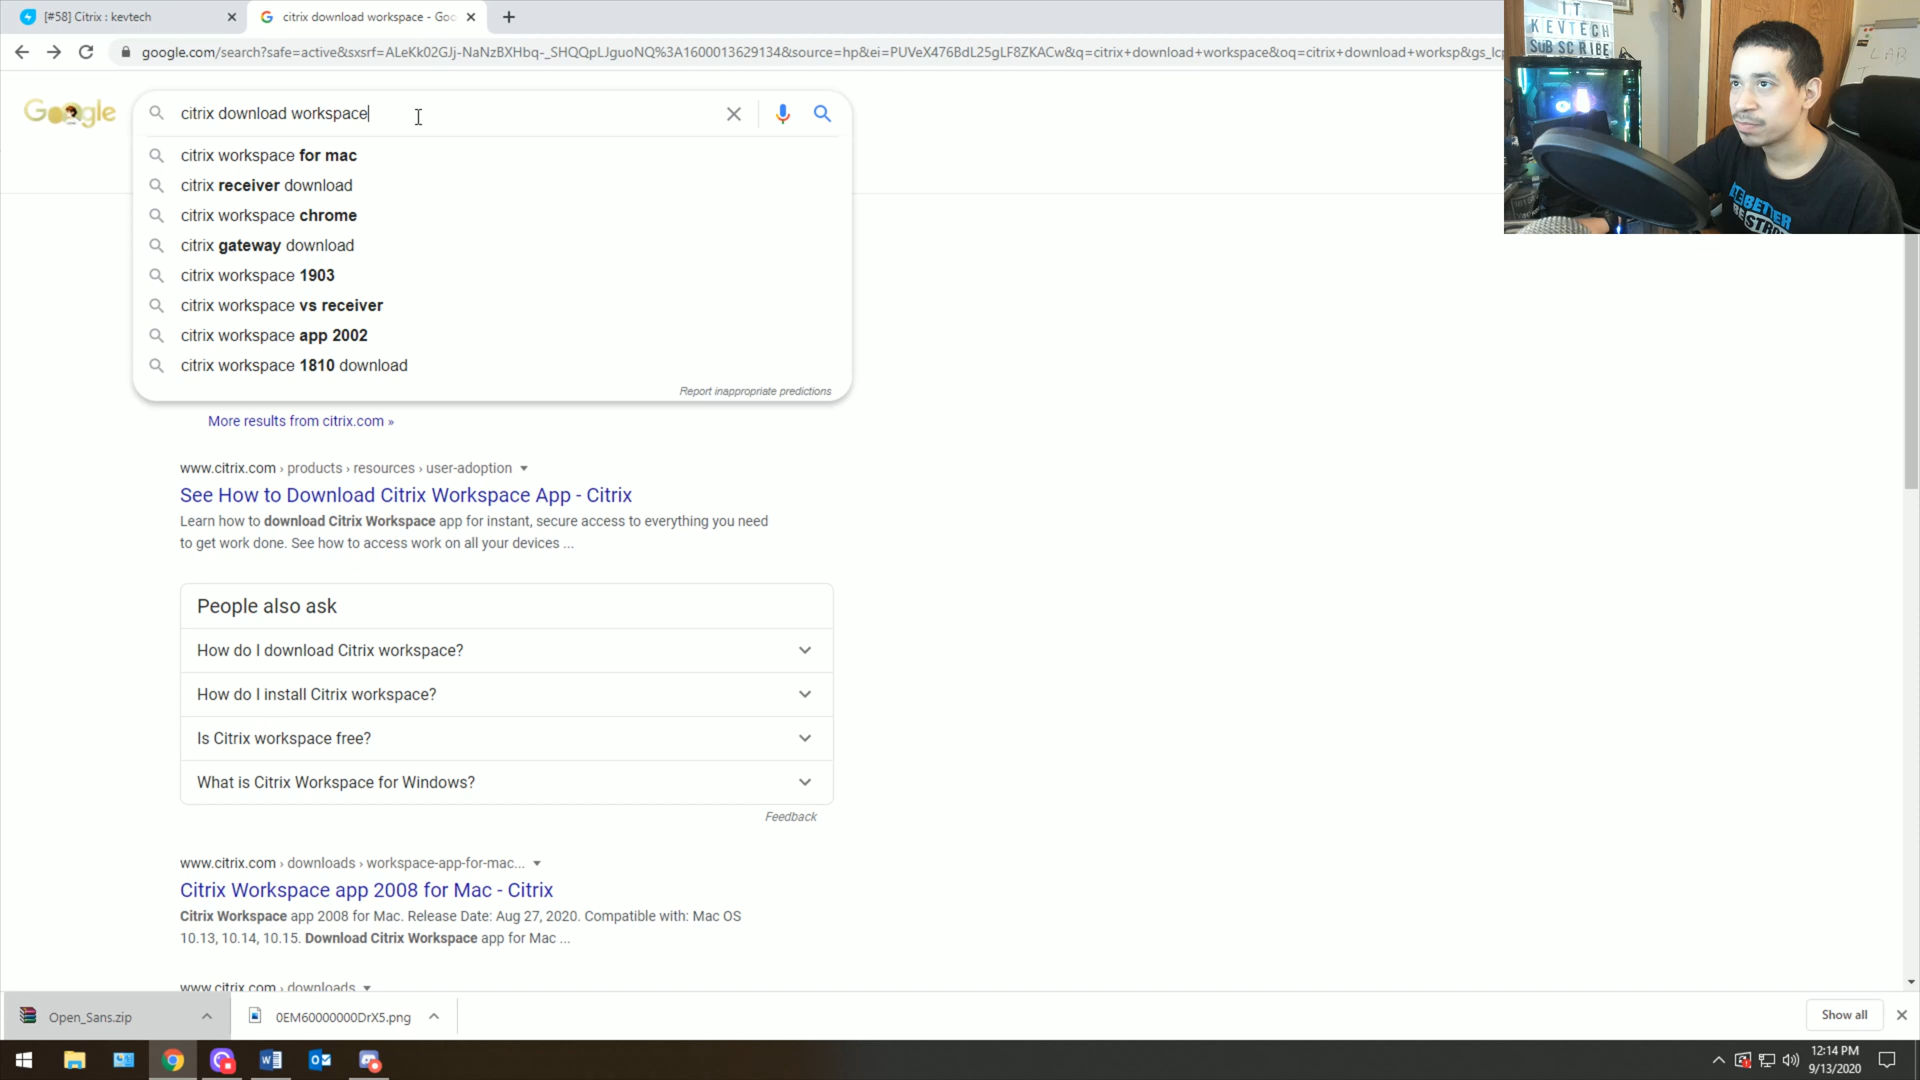 [#58] Citrix : kevtech
citrix download workspace - Goo
google.com/search?safe=active&sxsrf=ALeKk02GJj-NaNzBXHbq-_SHQQpLJguoNQ%3A1600013629134&source=hp&ei=PUVeX476BdL25gLF8ZKACw&q=citrix+download+workspace&oq=citrix+download+worksp&gs_lcp
I.T.
KEVTECH
SUBSCRIBE
LAB
Google
citrix download workspace
citrix workspace for mac
citrix receiver download
citrix workspace chrome
citrix gateway download
citrix workspace 1903
citrix workspace vs receiver
citrix workspace app 2002
citrix workspace 1810 download
Report inappropriate predictions
More results from citrix.com »
www.citrix.com › products › resources › user-adoption
See How to Download Citrix Workspace App - Citrix
Learn how to download Citrix Workspace app for instant, secure access to everything you need
to get work done. See how to access work on all your devices ...
People also ask
How do I download Citrix workspace?
How do I install Citrix workspace?
Is Citrix workspace free?
What is Citrix Workspace for Windows?
Feedback
www.citrix.com › downloads › workspace-app-for-mac...
Citrix Workspace app 2008 for Mac - Citrix
Citrix Workspace app 2008 for Mac. Release Date: Aug 27, 2020. Compatible with: Mac OS
10.13, 10.14, 10.15. Download Citrix Workspace app for Mac ...
www.citrix.com › downloads
Open_Sans.zip
0EM60000000DrX5.png
Show all
12:14 PM
9/13/2020